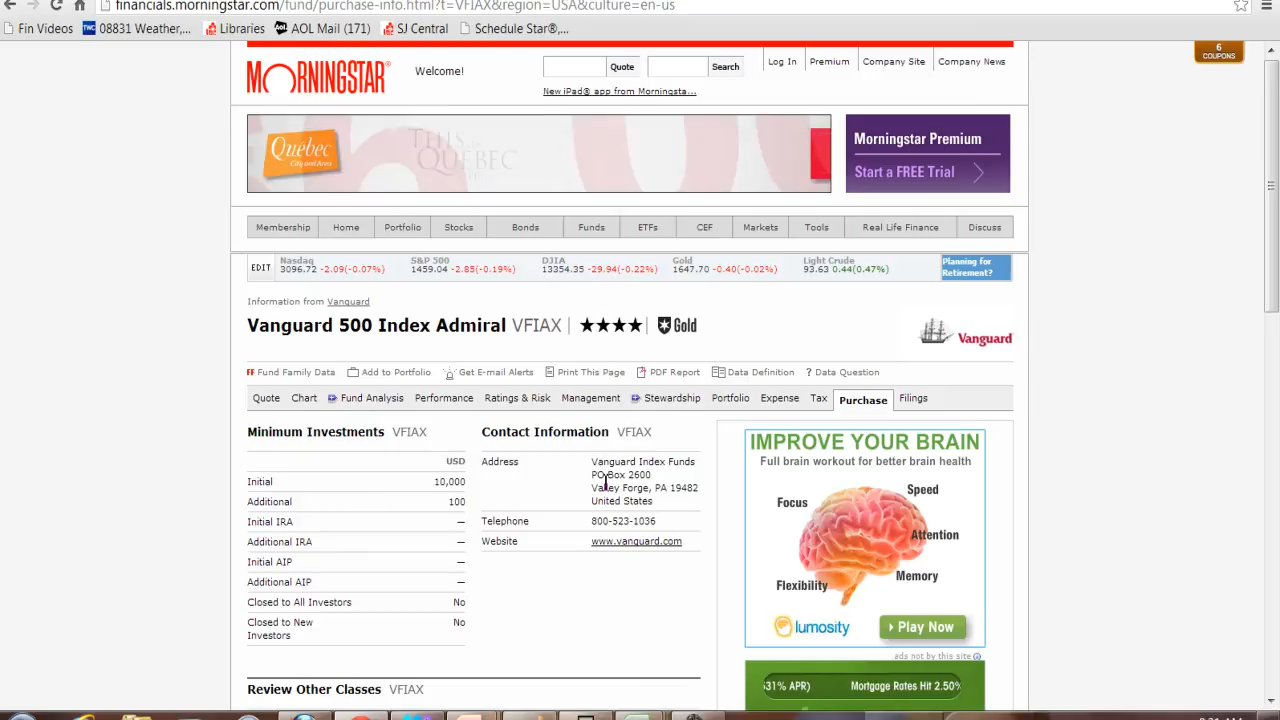 financials.morningstar.com/fund/purchase-info.html?t=VFIAX&region=USA&culture=en-us
Fin Videos TWC 08831 Weather,... Libraries AOL Mail (171) SJ Central Schedule Star®,...
6
COUPONS
MORNINGSTAR® Welcome! Quote Search Log In Premium Company Site Company News
New iPad® app from Morningsta...
Québec
City and Area
THIS is
QUÉBEC
Morningstar Premium
Start a FREE Trial
Membership Home Portfolio Stocks Bonds Funds ETFs CEF Markets Tools Real Life Finance Discuss
EDIT
Nasdaq S&P 500 DJIA Gold Light Crude
3096.72 -2.09(-0.07%) 1459.04 -2.85(-0.19%) 13354.35 -29.94(-0.22%) 1647.70 -0.40(-0.02%) 93.63 0.44(0.47%)
Planning for
Retirement?
Information from Vanguard
Vanguard 500 Index Admiral VFIAX ★★★★ Gold
Vanguard®
Fund Family Data Add to Portfolio Get E-mail Alerts Print This Page PDF Report Data Definition ? Data Question
Quote Chart Fund Analysis Performance Ratings & Risk Management Stewardship Portfolio Expense Tax Purchase Filings
Minimum Investments VFIAX
USD
Initial 10,000
Additional 100
Initial IRA —
Additional IRA —
Initial AIP —
Additional AIP —
Closed to All Investors No
Closed to New No
Investors
Contact Information VFIAX
Address Vanguard Index Funds
PO Box 2600
Valley Forge, PA 19482
United States
Telephone 800-523-1036
Website www.vanguard.com
IMPROVE YOUR BRAIN
Full brain workout for better brain health
Focus
Speed
Attention
Memory
Flexibility
lumosity
Play Now
ads not by this site
Mortgage Rates Hit 2.50%
Review Other Classes VFIAX